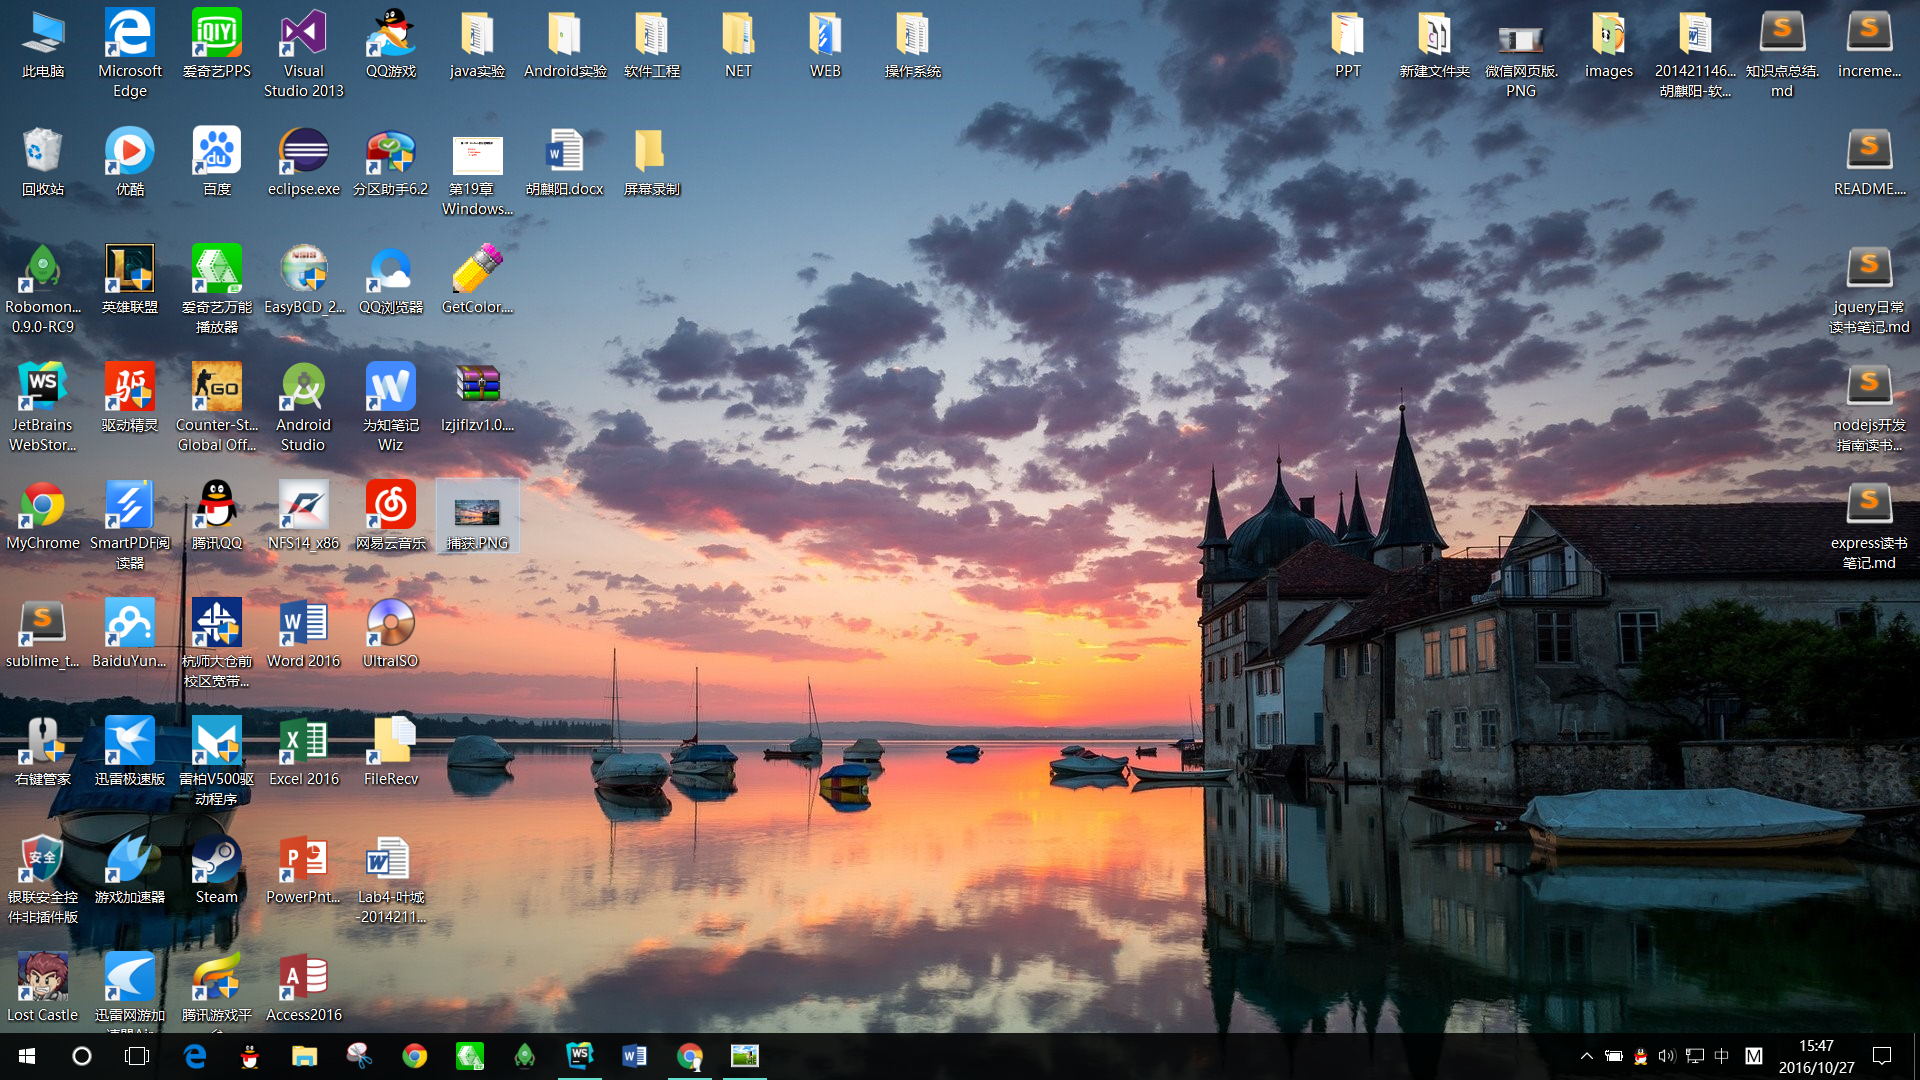 此电脑
Microsoft
Edge
爱奇艺PPS
Visual
Studio 2013
QQ游戏
java实验
Android实验
软件工程
NET
WEB
操作系统
PPT
新建文件夹
微信网页版.
PNG
images
201421146...
胡麒阳-软...
知识点总结.
md
increme...
回收站
优酷
百度
eclipse.exe
分区助手6.2
第19章
Windows...
胡麒阳.docx
屏幕录制
README....
Robomon...
0.9.0-RC9
英雄联盟
爱奇艺万能
播放器
EasyBCD_2...
QQ浏览器
GetColor....
jquery日常
读书笔记.md
JetBrains
WebStor...
驱动精灵
Counter-St...
Global Off...
Android
Studio
为知笔记
Wiz
lzjiflzv1.0....
nodejs开发
指南读书...
MyChrome
SmartPDF阅
读器
腾讯QQ
NFS14_x86
网易云音乐
捕获.PNG
express读书
笔记.md
sublime_t...
BaiduYun...
杭师大仓前
校区宽带...
Word 2016
UltraISO
右键管家
迅雷极速版
雷柏V500驱
动程序
Excel 2016
FileRecv
银联安全控
件非插件版
游戏加速器
Steam
PowerPnt...
Lab4-叶城
-2014211...
Lost Castle
迅雷网游加
腾讯游戏平
Access2016
中
M
15:47
2016/10/27